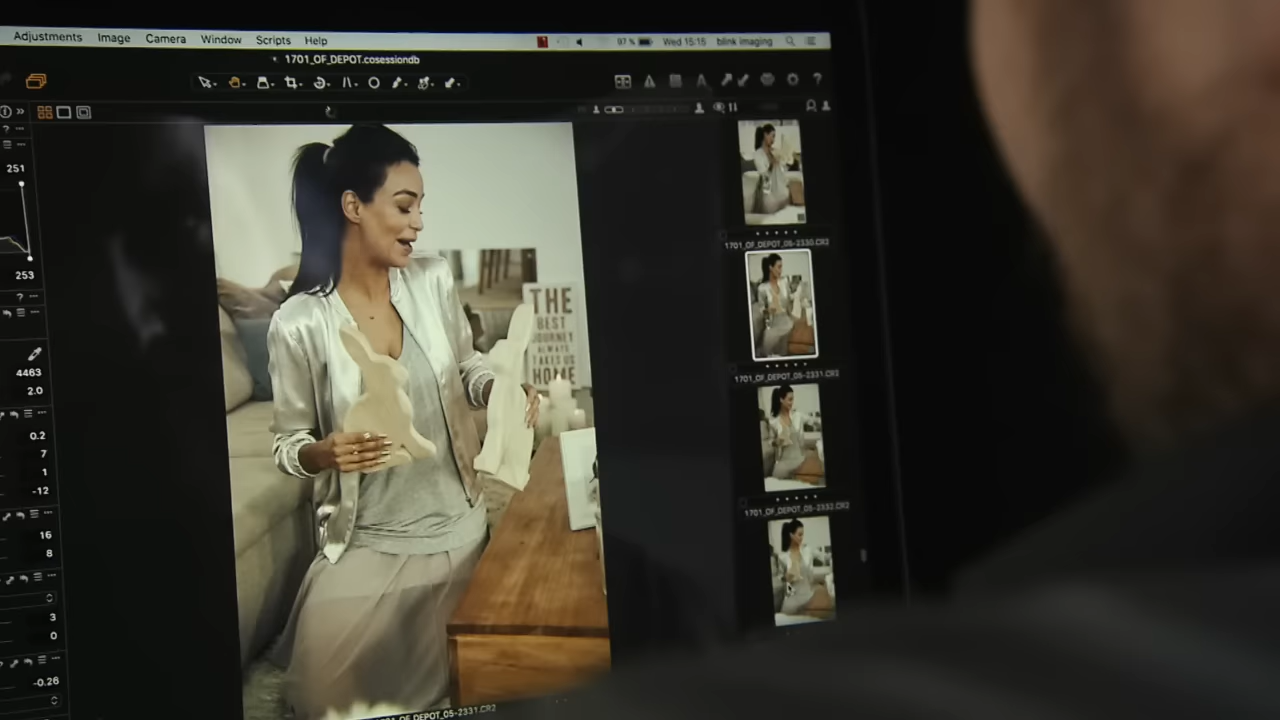 Adjustments Image Camera Window Scripts Help 97 % Wed 15:15 blink imaging
1701_OF_DEPOT.cosessiondb
251
253
4463
2.0
0.2
7
1
-12
16
8
3
0
-0.26
THE
BEST
JOURNEY
ALWAYS
TAKES US
HOME
1701_OF_DEPOT_05-2330.CR2
1701_OF_DEPOT_05-2331.CR2
1701_OF_DEPOT_05-2332.CR2
OF_DEPOT_05-2331.CR2